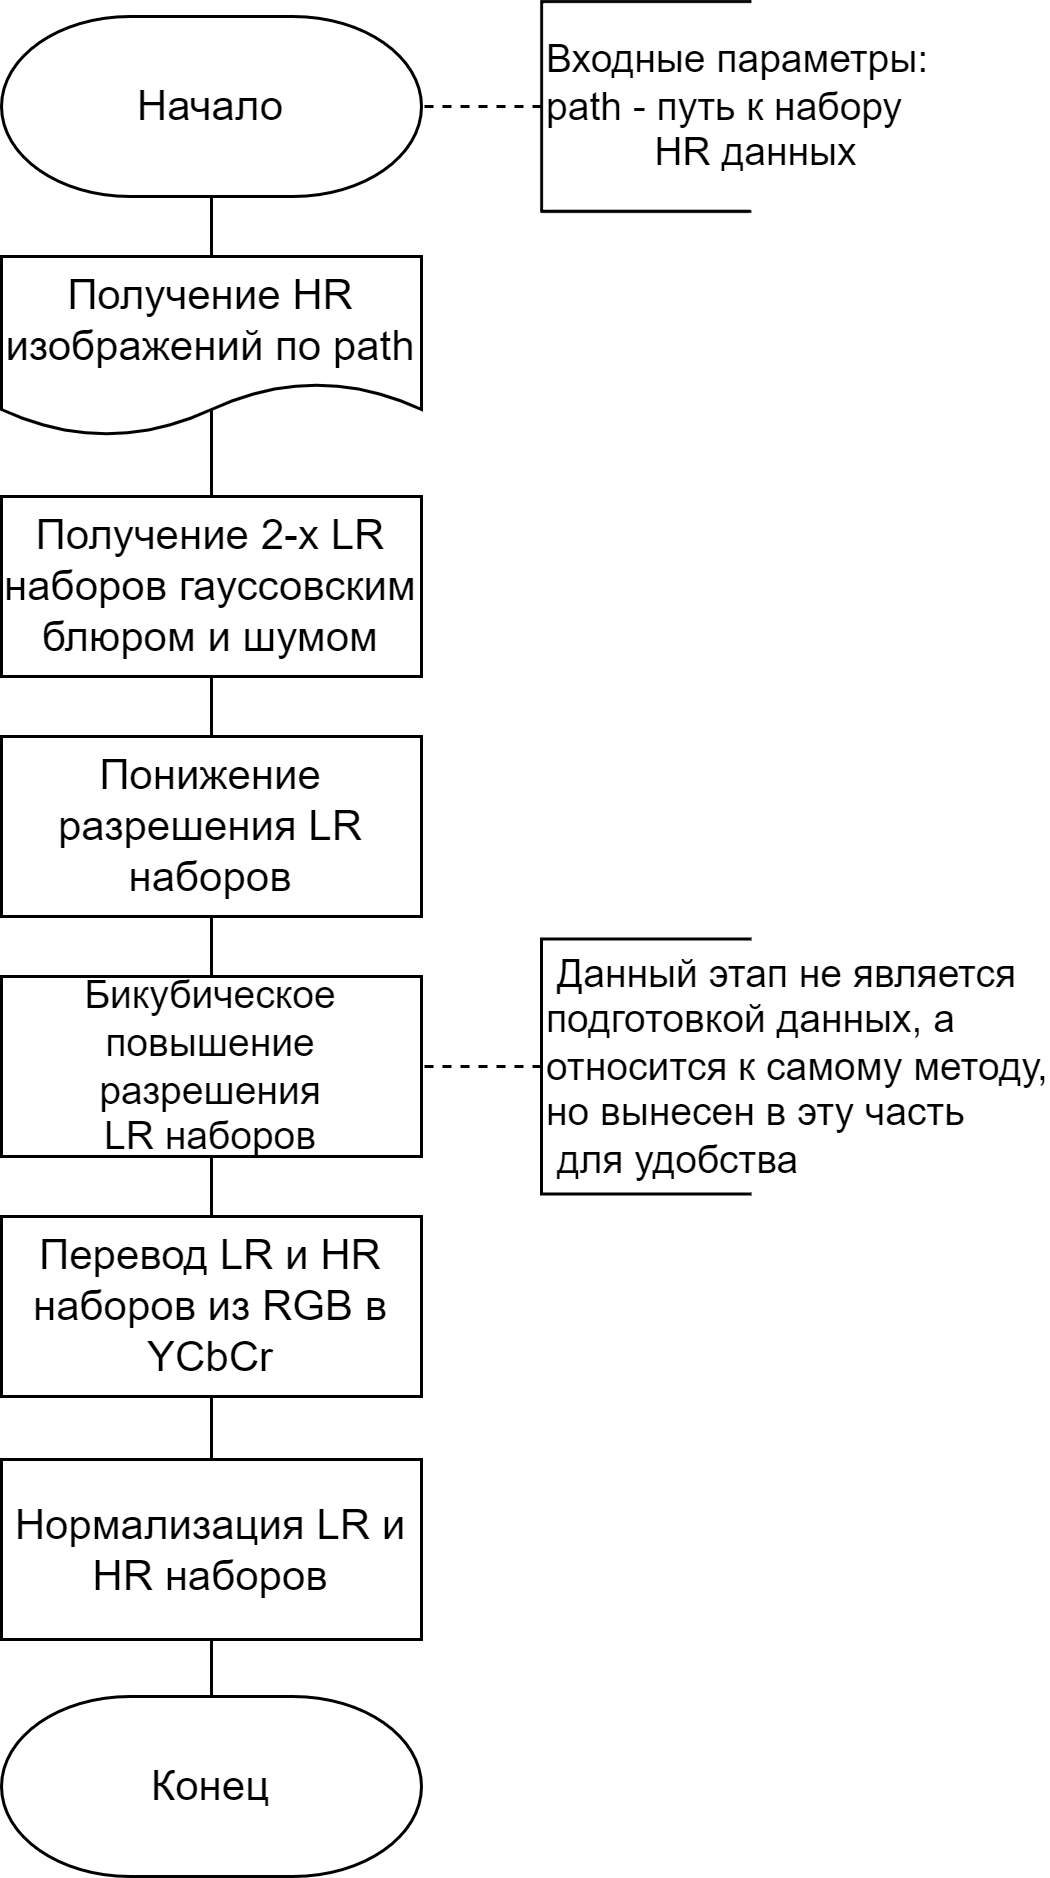 Начало
Входные параметры:
path - путь к набору
HR данных
Получение HR
изображений по path
Получение 2-х LR
наборов гауссовским
блюром и шумом
Понижение
разрешения LR
наборов
Бикубическое
повышение
разрешения
LR наборов
Данный этап не является
подготовкой данных, а
относится к самому методу,
но вынесен в эту часть
для удобства
Перевод LR и HR
наборов из RGB в
YCbCr
Нормализация LR и
HR наборов
Конец